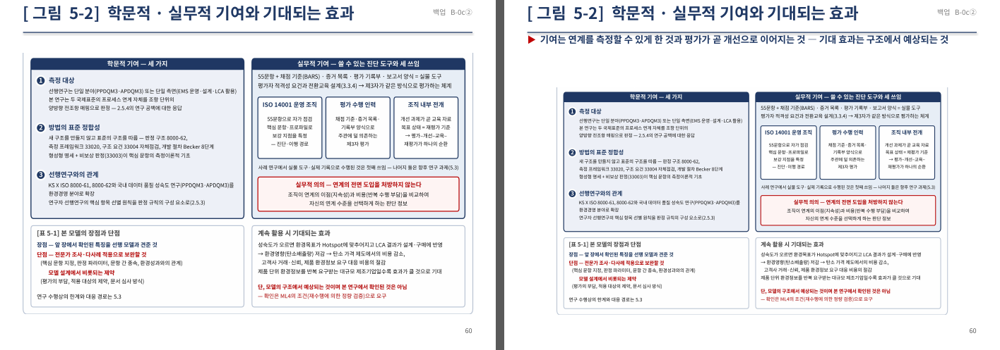 [ 그림 5-2] 학문적 · 실무적 기여와 기대되는 효과
백업 B-0c②
학문적 기여 — 세 가지
1 측정 대상
선행연구는 단일 분야(PPDQM3·APDQM3) 또는 단일 측면(EMS 운영·설계·LCA 활용)
본 연구는 두 국제표준의 프로세스 연계 자체를 조항 단위의
양방향 전조항 매핑으로 판정 — 2.5.4의 연구 공백에 대한 응답
2 방법의 표준 정합성
새 구조를 만들지 않고 표준의 구조를 따름 — 판정 구조 8000-62,
측정 프레임워크 33020, 구조 요건 33004 자체점검, 개발 절차 Becker 8단계
형성형 명세 + 비보상 판정(33003)이 핵심 문항의 측정이론적 기초
3 선행연구와의 관계
KS X ISO 8000-61, 8000-62와 국내 데이터 품질 성숙도 연구(PPDQM3·APDQM3)를
환경경영 분야로 확장
연구자 선행연구의 핵심 항목 선별 원칙을 판정 규칙의 구성 요소로(2.5.3)
실무적 기여 — 쓸 수 있는 진단 도구와 세 쓰임
55문항 + 채점 기준(BARS) · 증거 목록 · 평가 기록부 · 보고서 양식 = 실물 도구
평가자 적격성 요건과 전환교육 설계(3.3.4) → 제3자가 같은 방식으로 평가하는 체계
ISO 14001 운영 조직
55문항으로 자가 점검
핵심 문항·프로파일로
보강 지점을 특정
— 진단·이행 경로
평가 수행 인력
채점 기준·증거 목록·
기록부 양식으로
주관에 덜 의존하는
제3자 평가
조직 내부 전개
개선 과제가 곧 교육 자료
목표 상태 = 재평가 기준
→ 평가–개선–교육–
재평가가 하나의 순환
사례 연구에서 실물 도구·실제 기록으로 수행된 것은 첫째 쓰임 — 나머지 둘은 향후 연구 과제(5.3)
실무적 의의 — 연계의 전면 도입을 처방하지 않는다
조직이 연계의 이점(지속성)과 비용(반복 수행 부담)을 비교하여
자신의 연계 수준을 선택하게 하는 판단 정보
[표 5-1] 본 모델의 장점과 단점
장점 — 앞 장에서 확인된 특징을 선행 모델과 견준 것
단점 — 전문가 조사·다사례 적용으로 보완할 것
(핵심 문항 지정, 판정 파라미터, 문항 간 종속, 환경성과와의 관계)
모델 설계에서 비롯되는 제약
(평가의 부담, 적용 대상의 제약, 문서 심사 방식)
연구 수행상의 한계와 대응 경로는 5.3
계속 활용 시 기대되는 효과
성숙도가 오르면 환경목표가 Hotspot에 맞추어지고 LCA 결과가 설계·구매에 반영
→ 환경영향(탄소배출량) 저감 → 탄소 가격 제도에서의 비용 감소,
고객사 거래·신뢰, 제품 환경정보 요구 대응 비용의 절감
제품 단위 환경정보를 반복 요구받는 대규모 제조기업일수록 효과가 클 것으로 기대
단, 모델의 구조에서 예상되는 것이며 본 연구에서 확인된 것은 아님
— 확인은 ML4의 조건(재수행에 의한 정량 검증)으로 요구
60
[ 그림 5-2] 학문적 · 실무적 기여와 기대되는 효과
백업 B-0c②
▶ 기여는 연계를 측정할 수 있게 한 것과 평가가 곧 개선으로 이어지는 것 — 기대 효과는 구조에서 예상되는 것
학문적 기여 — 세 가지
1 측정 대상
선행연구는 단일 분야(PPDQM3·APDQM3) 또는 단일 측면(EMS 운영·설계·LCA 활용)
본 연구는 두 국제표준의 프로세스 연계 자체를 조항 단위의
양방향 전조항 매핑으로 판정 — 2.5.4의 연구 공백에 대한 응답
2 방법의 표준 정합성
새 구조를 만들지 않고 표준의 구조를 따름 — 판정 구조 8000-62,
측정 프레임워크 33020, 구조 요건 33004 자체점검, 개발 절차 Becker 8단계
형성형 명세 + 비보상 판정(33003)이 핵심 문항의 측정이론적 기초
3 선행연구와의 관계
KS X ISO 8000-61, 8000-62와 국내 데이터 품질 성숙도 연구(PPDQM3·APDQM3)를
환경경영 분야로 확장
연구자 선행연구의 핵심 항목 선별 원칙을 판정 규칙의 구성 요소로(2.5.3)
실무적 기여 — 쓸 수 있는 진단 도구와 세 쓰임
55문항 + 채점 기준(BARS) · 증거 목록 · 평가 기록부 · 보고서 양식 = 실물 도구
평가자 적격성 요건과 전환교육 설계(3.3.4) → 제3자가 같은 방식으로 평가하는 체계
ISO 14001 운영 조직
55문항으로 자가 점검
핵심 문항·프로파일로
보강 지점을 특정
— 진단·이행 경로
평가 수행 인력
채점 기준·증거 목록·
기록부 양식으로
주관에 덜 의존하는
제3자 평가
조직 내부 전개
개선 과제가 곧 교육 자료
목표 상태 = 재평가 기준
→ 평가–개선–교육–
재평가가 하나의 순환
사례 연구에서 실물 도구·실제 기록으로 수행된 것은 첫째 쓰임 — 나머지 둘은 향후 연구 과제(5.3)
실무적 의의 — 연계의 전면 도입을 처방하지 않는다
조직이 연계의 이점(지속성)과 비용(반복 수행 부담)을 비교하여
자신의 연계 수준을 선택하게 하는 판단 정보
[표 5-1] 본 모델의 장점과 단점
장점 — 앞 장에서 확인된 특징을 선행 모델과 견준 것
단점 — 전문가 조사·다사례 적용으로 보완할 것
(핵심 문항 지정, 판정 파라미터, 문항 간 종속, 환경성과와의 관계)
모델 설계에서 비롯되는 제약
(평가의 부담, 적용 대상의 제약, 문서 심사 방식)
연구 수행상의 한계와 대응 경로는 5.3
계속 활용 시 기대되는 효과
성숙도가 오르면 환경목표가 Hotspot에 맞추어지고 LCA 결과가 설계·구매에 반영
→ 환경영향(탄소배출량) 저감 → 탄소 가격 제도에서의 비용 감소,
고객사 거래·신뢰, 제품 환경정보 요구 대응 비용의 절감
제품 단위 환경정보를 반복 요구받는 대규모 제조기업일수록 효과가 클 것으로 기대
단, 모델의 구조에서 예상되는 것이며 본 연구에서 확인된 것은 아님
— 확인은 ML4의 조건(재수행에 의한 정량 검증)으로 요구
60